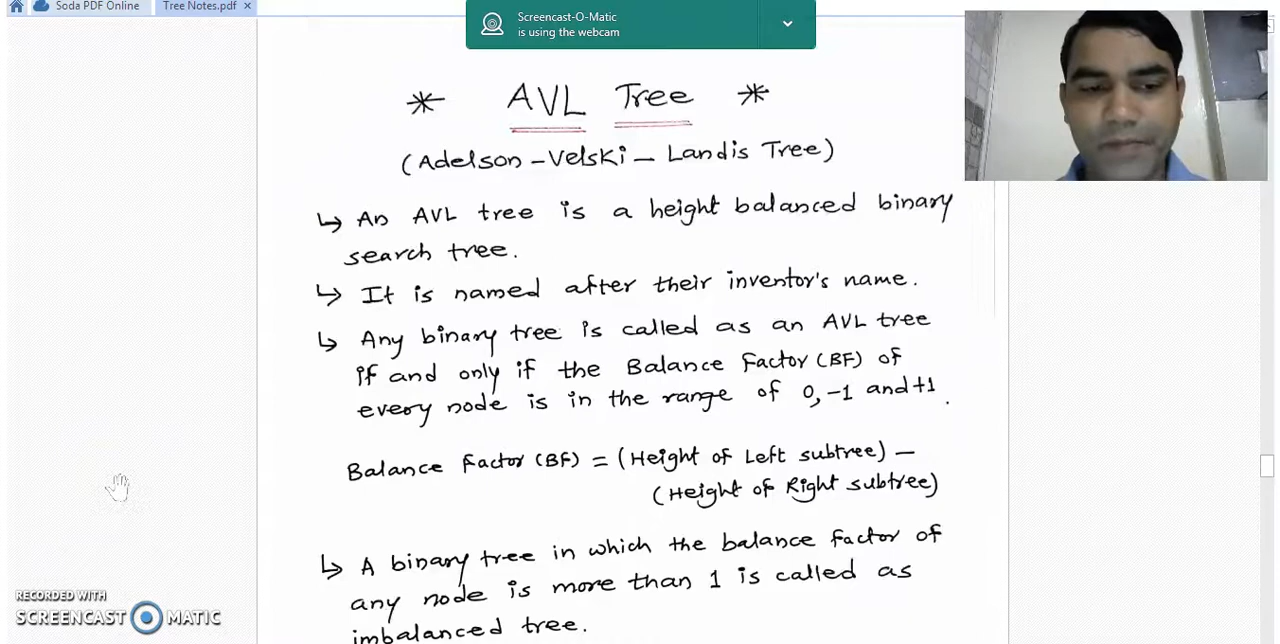 Soda PDF Online
Tree Notes.pdf ×
Screencast-O-Matic
is using the webcam
* AVL Tree *
(Adelson-Velski-Landis Tree)
↳ An AVL tree is a height balanced binary
search tree.
↳ It is named after their inventor's name.
↳ Any binary tree is called as an AVL tree
if and only if the Balance Factor (BF) of
every node is in the range of 0, -1 and +1.
Balance Factor (BF) = (Height of Left subtree) -
(Height of Right subtree)
↳ A binary tree in which the balance factor of
any node is more than 1 is called as
imbalanced tree.
RECORDED WITH
SCREENCAST MATIC